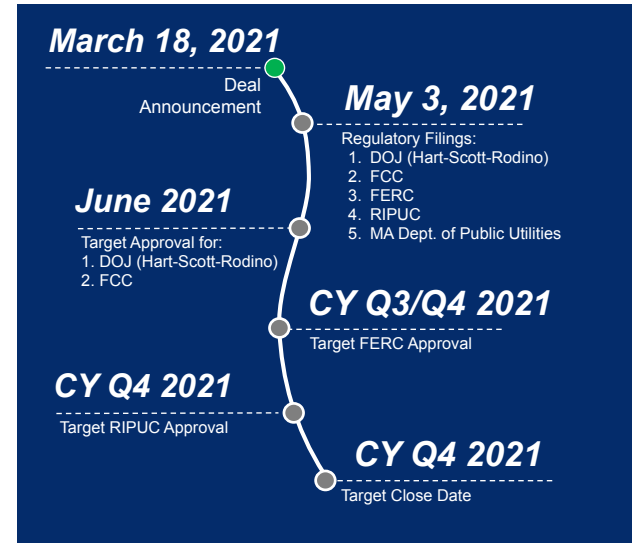 March 18, 2021
Deal
Announcement
May 3, 2021
Regulatory Filings:
1. DOJ (Hart-Scott-Rodino)
2. FCC
3. FERC
4. RIPUC
5. MA Dept. of Public Utilities
June 2021
Target Approval for:
1. DOJ (Hart-Scott-Rodino)
2. FCC
CY Q3/Q4 2021
Target FERC Approval
CY Q4 2021
Target RIPUC Approval
CY Q4 2021
Target Close Date